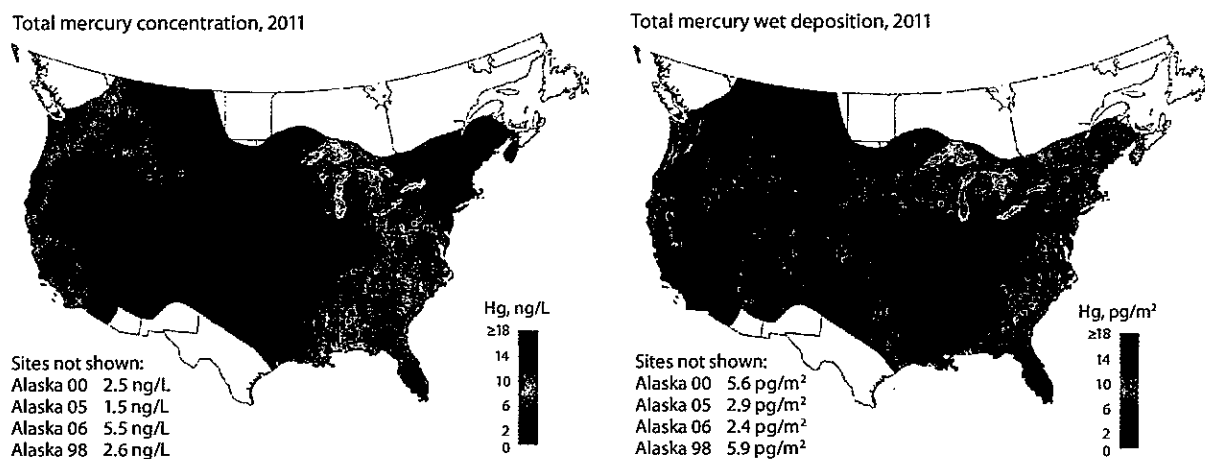 Total mercury concentration, 2011
Hg, ng/L
≥18
14
10
6
2
0
Sites not shown:
Alaska 00 2.5 ng/L
Alaska 05 1.5 ng/L
Alaska 06 5.5 ng/L
Alaska 98 2.6 ng/L
Total mercury wet deposition, 2011
Hg, pg/m²
≥18
14
10
6
2
0
Sites not shown:
Alaska 00 5.6 pg/m²
Alaska 05 2.9 pg/m²
Alaska 06 2.4 pg/m²
Alaska 98 5.9 pg/m²